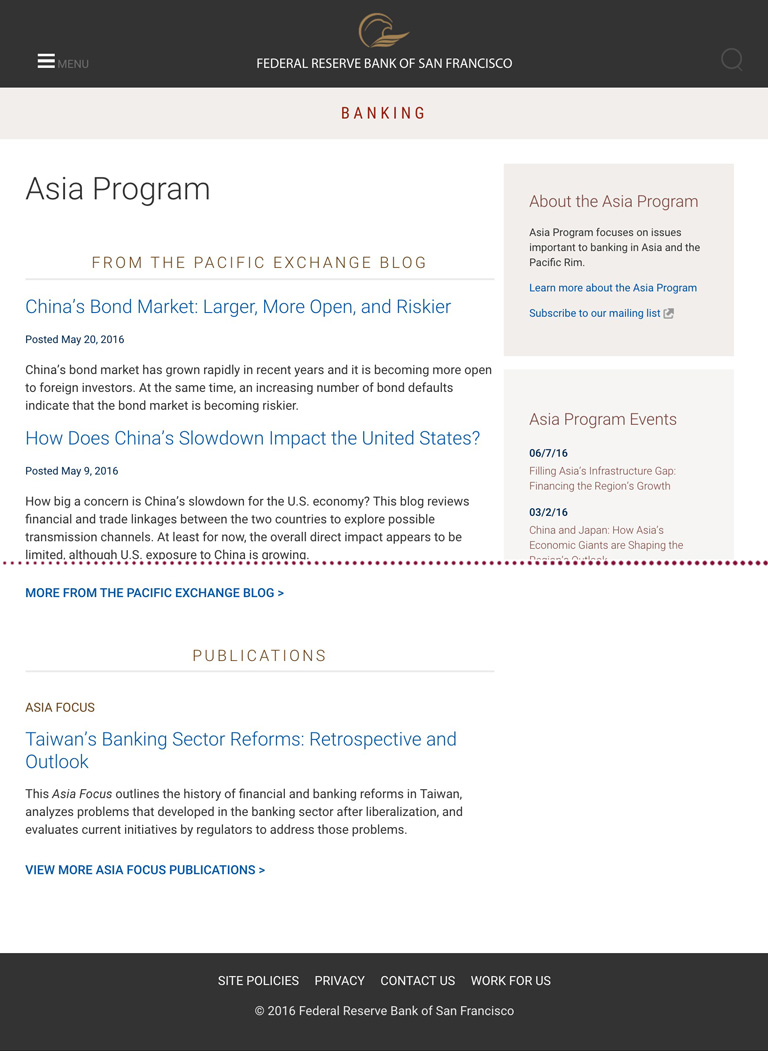 MENU
FEDERAL RESERVE BANK OF SAN FRANCISCO
BANKING
Asia Program
FROM THE PACIFIC EXCHANGE BLOG
China's Bond Market: Larger, More Open, and Riskier
Posted May 20, 2016
China's bond market has grown rapidly in recent years and it is becoming more open
to foreign investors. At the same time, an increasing number of bond defaults
indicate that the bond market is becoming riskier.
How Does China's Slowdown Impact the United States?
Posted May 9, 2016
How big a concern is China's slowdown for the U.S. economy? This blog reviews
financial and trade linkages between the two countries to explore possible
transmission channels. At least for now, the overall direct impact appears to be
limited, although U.S. exposure to China is growing.
MORE FROM THE PACIFIC EXCHANGE BLOG >
PUBLICATIONS
ASIA FOCUS
Taiwan's Banking Sector Reforms: Retrospective and
Outlook
This Asia Focus outlines the history of financial and banking reforms in Taiwan,
analyzes problems that developed in the banking sector after liberalization, and
evaluates current initiatives by regulators to address those problems.
VIEW MORE ASIA FOCUS PUBLICATIONS >
About the Asia Program
Asia Program focuses on issues
important to banking in Asia and the
Pacific Rim.
Learn more about the Asia Program
Subscribe to our mailing list
Asia Program Events
06/7/16
Filling Asia's Infrastructure Gap:
Financing the Region's Growth
03/2/16
China and Japan: How Asia's
Economic Giants are Shaping the
Region's Outlook
SITE POLICIES PRIVACY CONTACT US WORK FOR US
© 2016 Federal Reserve Bank of San Francisco